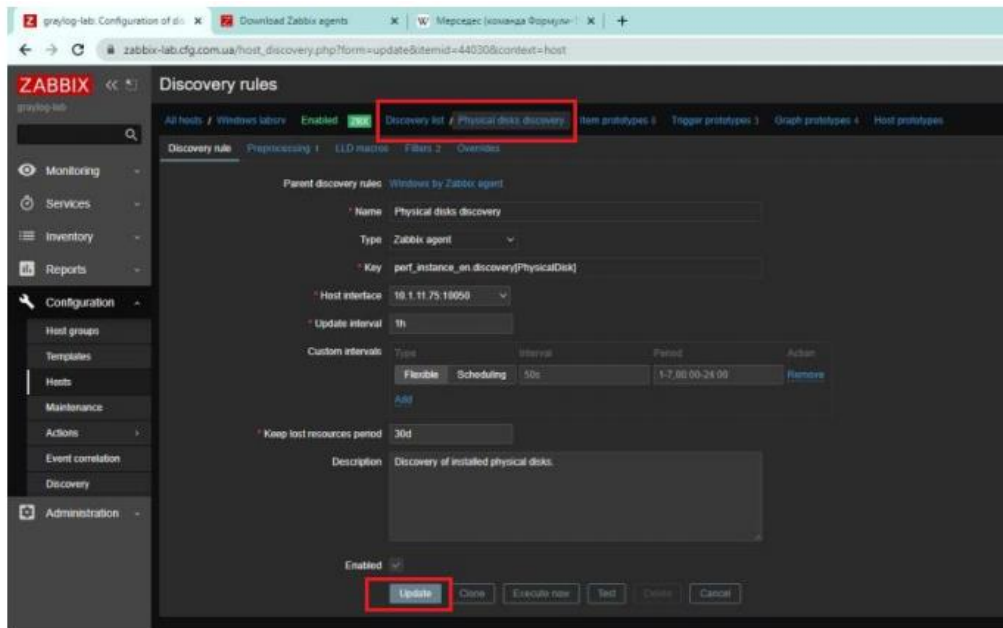 graylog-lab: Configuration of dis
Download Zabbix agents
W Мерседес (команда Формули-1
zabbix-lab.cfg.com.ua/host_discovery.php?form=update&itemid=44030&context=host
ZABBIX
graylog-lab
Discovery rules
All hosts / Windows labsrv Enabled ZBX Discovery list / Physical disks discovery Item prototypes 8 Trigger prototypes 3 Graph prototypes 4 Host prototypes
Discovery rule Preprocessing 1 LLD macros Filters 2 Overrides
Monitoring
Services
Inventory
Reports
Configuration
Host groups
Templates
Hosts
Maintenance
Actions
Event correlation
Discovery
Administration
Parent discovery rules Windows by Zabbix agent
* Name Physical disks discovery
Type Zabbix agent
* Key perf_instance_en.discovery[PhysicalDisk]
* Host interface 10.1.11.75:10050
* Update interval 1h
Custom intervals Type Interval Period Action
Flexible Scheduling 50s 1-7,00:00-24:00 Remove
Add
* Keep lost resources period 30d
Description Discovery of installed physical disks.
Enabled
Update Clone Execute now Test Delete Cancel